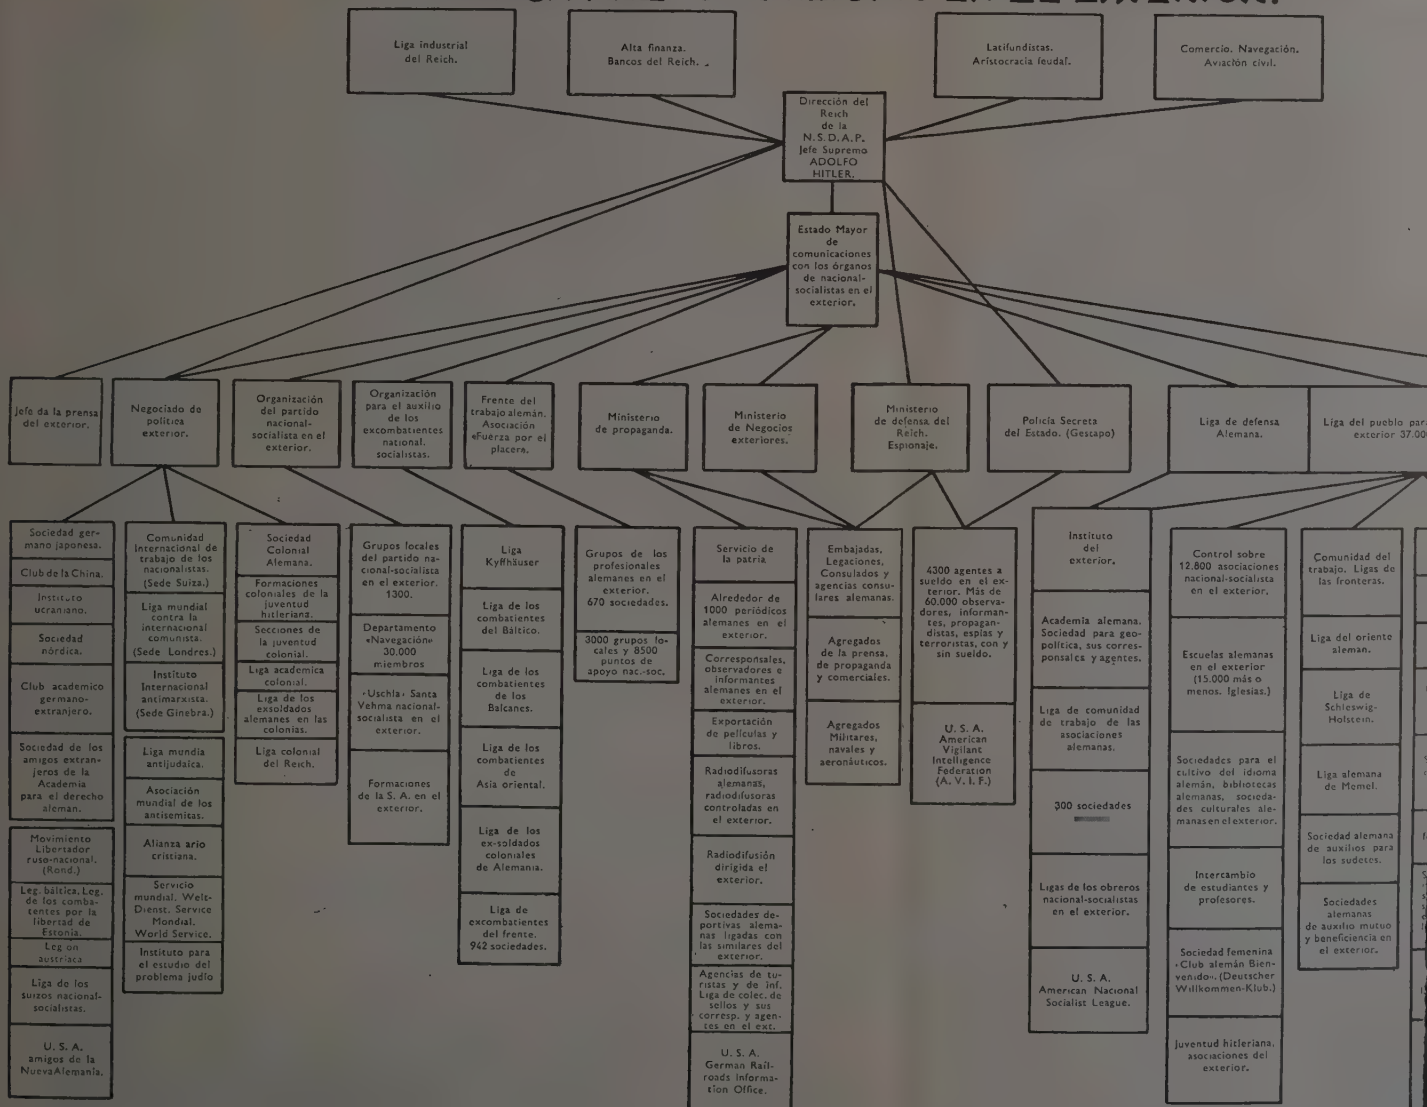 EN EL EXTERIOR.
Liga industrial
del Reich.
Alta finanza.
Bancos del Reich.
Latifundistas.
Aristocracia feudal.
Comercio. Navegación.
Aviación civil.
Dirección del
Reich
de la
N.S.D.A.P.
Jefe Supremo
ADOLFO
HITLER.
Estado Mayor
de
comunicaciones
con los órganos
de nacional-
socialistas en el
exterior.
Jefe da la prensa
del exterior.
Negociado de
política
exterior.
Organización
del partido
nacional-
socialista en el
exterior.
Organización
para el auxilio
de los
excombatientes
national.
socialistas.
Frente del
trabajo alemán.
Asociación
«Fuerza por el
placer».
Ministerio
de propaganda.
Ministerio
de Negocios
exteriores.
Ministerio
de defensa del
Reich.
Espionaje.
Policía Secreta
del Estado. (Gestapo)
Liga de defensa
Alemana.
Liga del pueblo par
exterior 37.00
Sociedad ger-
mano japonesa.
Club de la China.
Instituto
ucraniano.
Sociedad
nórdica.
Club academico
germano-
extranjero.
Sociedad de los
amigos extran-
jeros de la
Academia
para el derecho
aleman.
Movimiento
Libertador
ruso-nacional.
(Rond.)
Leg. báltica, Leg.
de los comba-
tentes por la
libertad de
Estonia.
Leg on
austriaca
Liga de los
suizos nacional-
socialistas.
U. S. A.
amigos de la
NuevaAlemania.
Comunidad
Internacional de
trabajo de los
nacionalistas.
(Sede Suiza.)
Liga mundial
contra la
internacional
comunista.
(Sede Londres.)
Instituto
Internacional
antimarxista.
(Sede Ginebra.)
Liga mundia
antijudaica.
Asociación
mundial de los
antisemitas.
Alianza ario
cristiana.
Servicio
mundial. Welt-
Dienst. Service
Mondial.
World Service.
Instituto para
el estudio del
problema judío
Sociedad
Colonial
Alemana.
Formaciones
coloniales de la
juventud
hitleriana.
Secciones de
la juventud
colonial.
Liga academica
colonial.
Liga de los
exsoldados
alemanes en las
colonias.
Liga colonial
del Reich.
Grupos locales
del partido na-
cional-socialista
en el exterior.
1300.
Departamento
«Navegación»
30.000
miembros
«Uschla» Santa
Vehma nacional-
socialista en el
exterior.
Formaciones
de la S. A. en el
exterior.
Liga
Kyffhäuser
Liga de los
combatientes
del Báltico.
Liga de los
combatientes
de los
Balcanes.
Liga de los
combatientes
de
Asia oriental.
Liga de los
ex-soldados
coloniales
de Alemania.
Liga de
excombatientes
del frente.
942 sociedades.
Grupos de los
profesionales
alemanes en el
exterior.
670 sociedades.
3000 grupos lo-
cales y 8500
puntos de
apoyo nac.-soc.
Servicio de
la patria
Alrededor de
1000 periódicos
alemanes en el
exterior.
Corresponsales,
observadores e
informantes
alemanes en el
exterior.
Exportación
de películas y
libros.
Radiodifusoras
alemanas,
radiodifusoras
controladas en
el exterior.
Radiodifusión
dirigida el
exterior.
Sociedades de-
portivas alema-
nas ligadas con
las similares del
exterior.
Agencias de tu-
ristas y de inf.
Liga de colec. de
sellos y sus
corresp. y agen-
tes en el ext.
U. S. A.
German Rail-
roads Informa-
tion Office.
Embajadas,
Legaciones,
Consulados y
agencias consu-
lares alemanas.
Agregados
de la prensa.
de propaganda
y comerciales.
Agregados
Militares,
navales y
aeronáuticos.
4300 agentes a
sueldo en el ex-
terior. Más de
60.000 observa-
dores, informan-
tes, propagan-
distas, espías y
terroristas, con y
sin sueldo.
U. S. A.
American
Vigilant
Intelligence
Federation
(A. V. I. F.)
Instituto
del
exterior.
Academia alemana.
Sociedad para geo-
política, sus corres-
ponsalca y agentes.
Liga de comunidad
de trabajo de las
asociaciones
alemanas.
300 sociedades
Ligas de los obreros
nacional-socialistas
en el exterior.
U. S. A.
American National
Socialist League.
Control sobre
12.800 asociaciones
nacional-socialista
en el exterior.
Escuelas alemanas
en el exterior
(15.000 más o
menos. Iglesias.)
Sociedades para el
cultivo del idioma
alemán, bibliotecas
alemanas, socieda-
des culturales ale-
manas en el exterior.
Intercambio
de estudiantes y
profesores.
Sociedad femenina
«Club alemán Bien-
venido». (Deutscher
Willkommen-Klub.)
Juventud hitleriana,
asociaciones del
exterior.
Comunidad del
trabajo. Ligas de
las fronteras.
Liga del oriente
aleman.
Liga de
Schleswig-
Holstein.
Liga alemana
de Memel.
Sociedad alemana
de auxilios para
los sudetes.
Sociedades
alemanas
de auxilio mutuo
y beneficiencia en
el exterior.